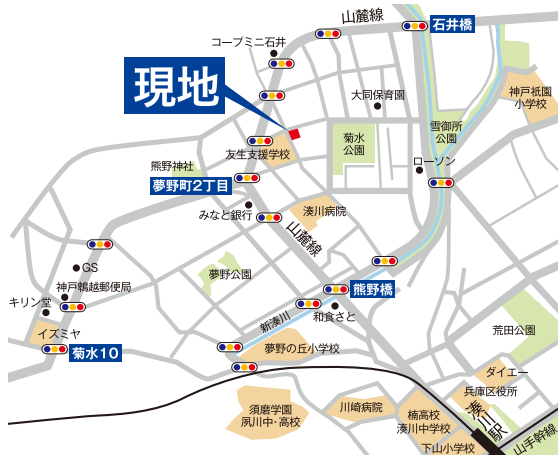 山麓線
石井橋
コープミニ石井
現地
大同保育園
神戸祇園
小学校
雪御所
公園
菊水
公園
友生支援学校
ローソン
熊野神社
夢野町2丁目
みなと銀行
湊川病院
山麓線
GS
夢野公園
神戸鵯越郵便局
熊野橋
キリン堂
新湊川
和食さと
イズミヤ
荒田公園
菊水10
夢野の丘小学校
ダイエー
兵庫区役所
須磨学園
夙川中・高校
川崎病院
楠高校
湊川中学校
湊川駅
下山小学校
山手幹線